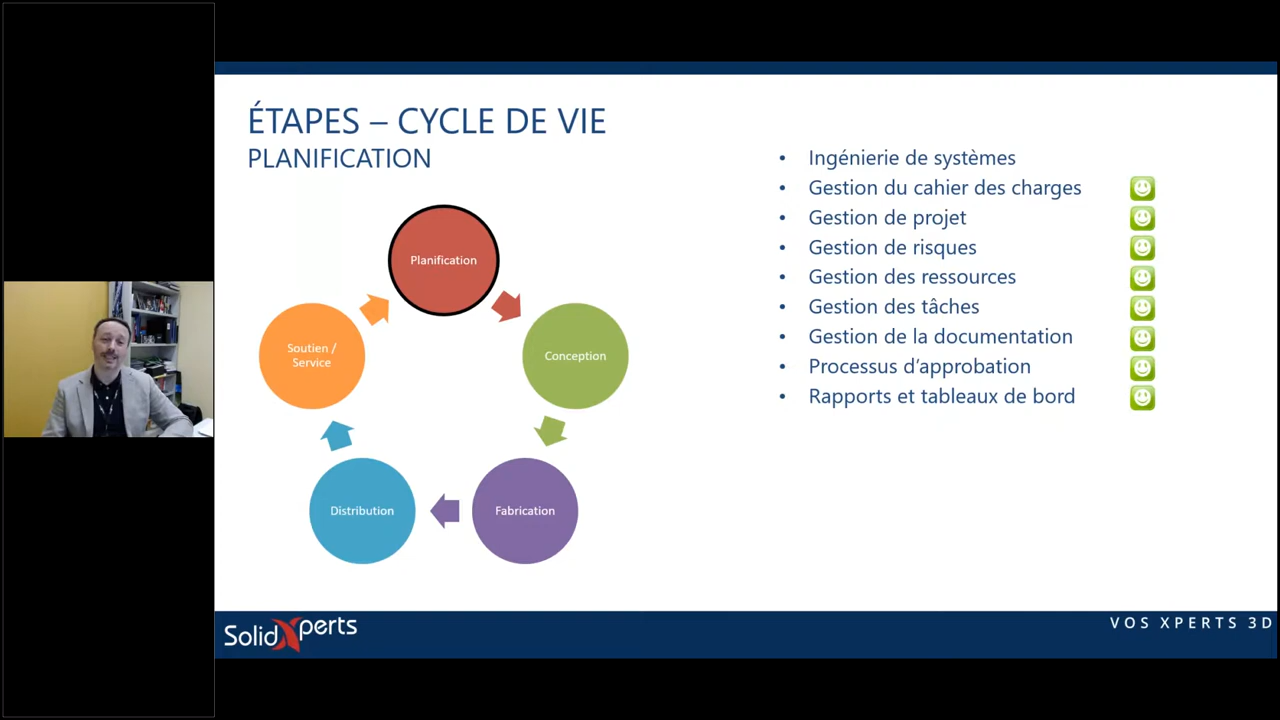 ÉTAPES – CYCLE DE VIE
PLANIFICATION
Planification
Conception
Fabrication
Distribution
Soutien /
Service
• Ingénierie de systèmes
• Gestion du cahier des charges
• Gestion de projet
• Gestion de risques
• Gestion des ressources
• Gestion des tâches
• Gestion de la documentation
• Processus d‘approbation
• Rapports et tableaux de bord
SolidXperts
VOS XPERTS 3D